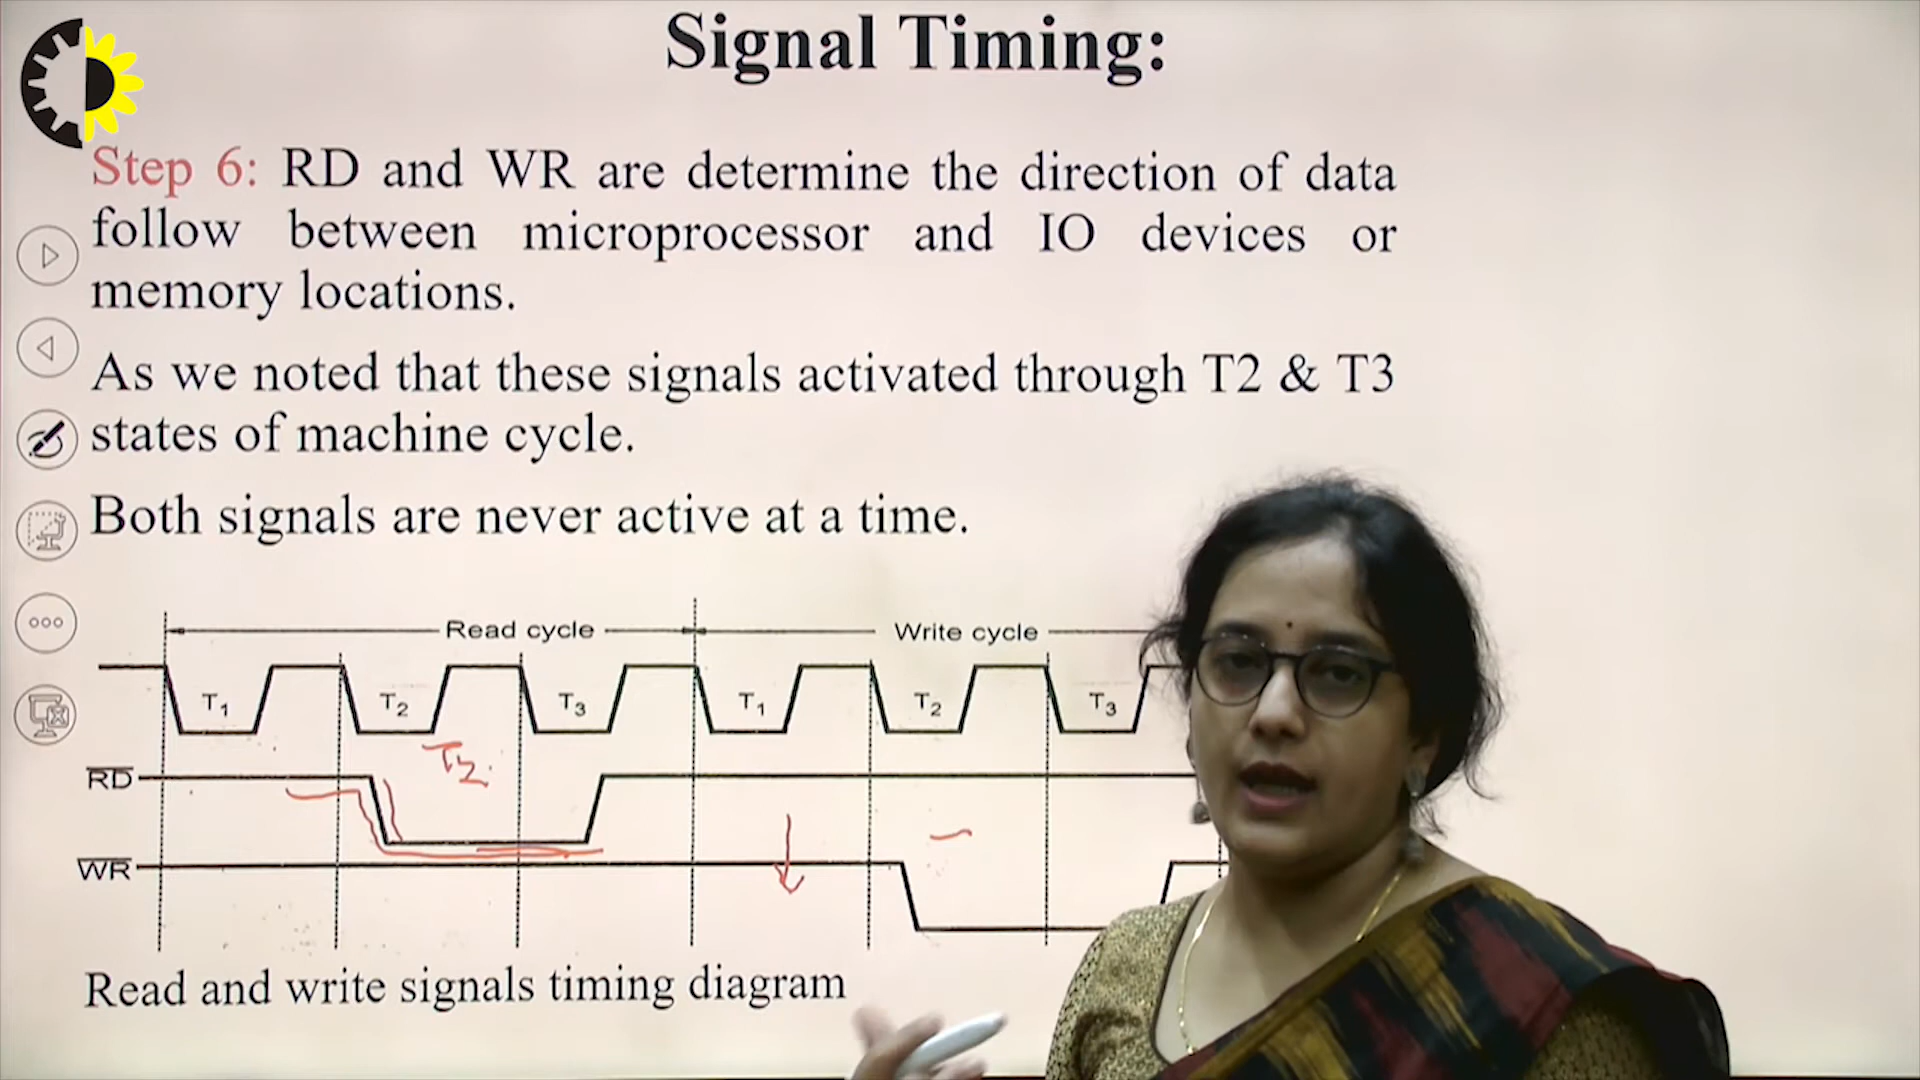 Signal Timing:
Step 6: RD and WR are determine the direction of data
follow between microprocessor and IO devices or
memory locations.
As we noted that these signals activated through T2 & T3
states of machine cycle.
Both signals are never active at a time.
Read cycle Write cycle
T1 T2 T3 T1 T2 T3
T2.
RD
WR
Read and write signals timing diagram